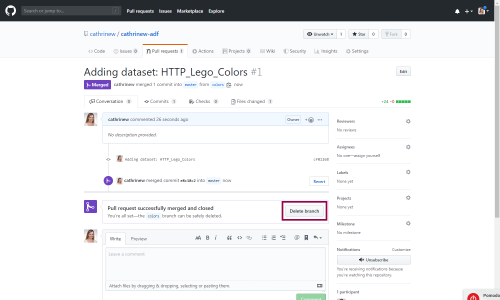 Search or jump to...
Pull requests Issues Marketplace Explore
cathrinew / cathrinew-adf
Unwatch 1 Star 0 Fork 0
Code Issues 0 Pull requests 1 Actions Projects 0 Wiki Security Insights Settings
Adding dataset: HTTP_Lego_Colors #1
Edit
Merged cathrinew merged 1 commit into master from colors now
Conversation 0 Commits 1 Checks 0 Files changed 1
+24 -0
cathrinew commented 26 seconds ago
Owner
No description provided.
Adding dataset: HTTP_Lego_Colors
cathrinew merged commit into master now
Revert
Pull request successfully merged and closed
You're all set—the colors branch can be safely deleted.
Delete branch
Write Preview
Leave a comment
Attach files by dragging & dropping, selecting or pasting them.
Comment
Reviewers
No reviews
Assignees
No one—assign yourself
Labels
None yet
Projects
None yet
Milestone
No milestone
Notifications Customize
Unsubscribe
You're receiving notifications because you're watching this repository.
1 participant